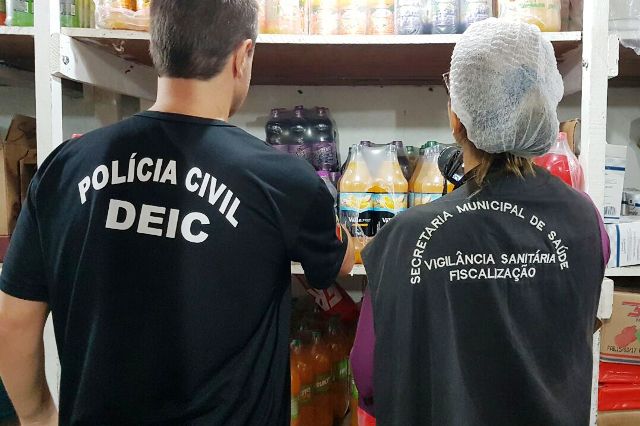 POLÍCIA CIVIL
DEIC
SECRETARIA MUNICIPAL DE SAÚDE
VIGILÂNCIA SANITÁRIA
FISCALIZAÇÃO